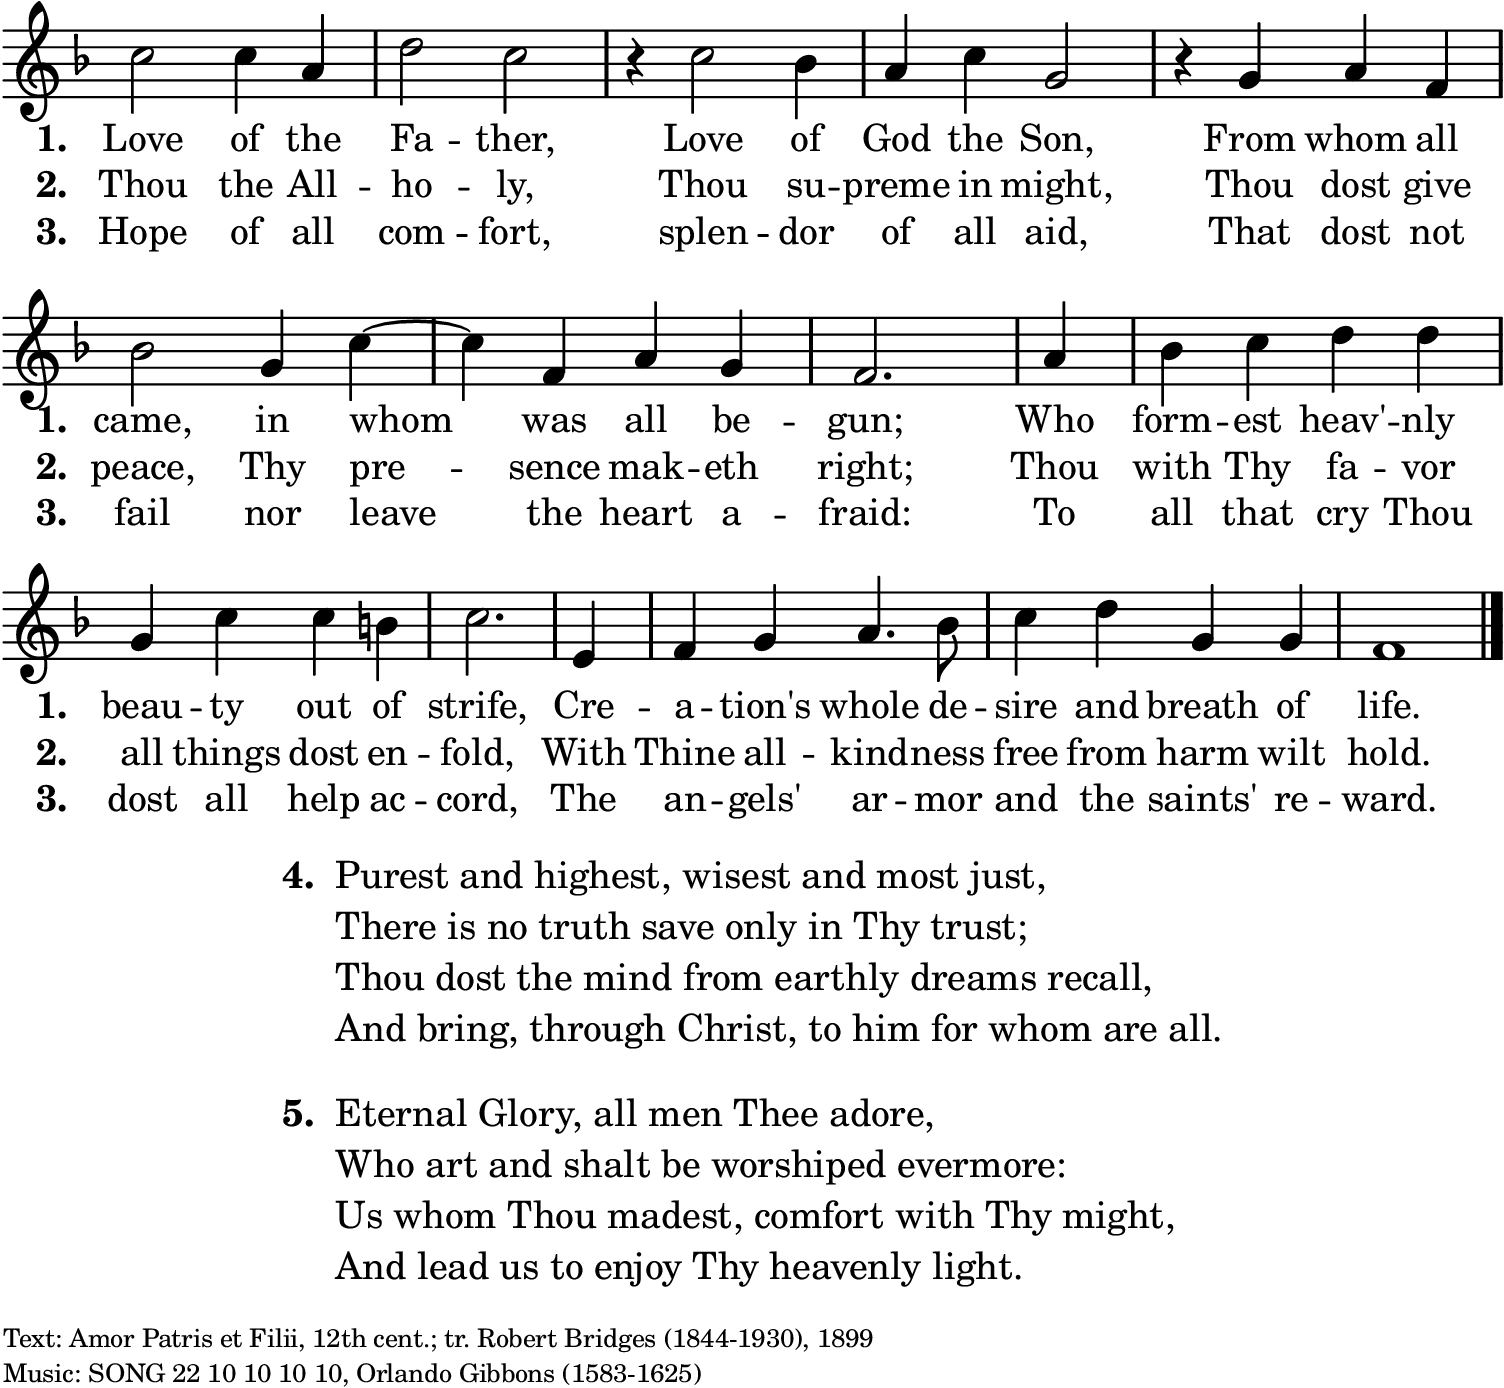 1. Love of the Fa -- ther, Love of God the Son, From whom all
2. Thou the All -- ho -- ly, Thou su -- preme in might, Thou dost give
3. Hope of all com -- fort, splen -- dor of all aid, That dost not
1. came, in whom was all be -- gun; Who form -- est heav' -- nly
2. peace, Thy pre -- sence mak -- eth right; Thou with Thy fa -- vor
3. fail nor leave the heart a -- fraid: To all that cry Thou
1. beau -- ty out of strife, Cre -- a -- tion's whole de -- sire and breath of life.
2. all things dost en -- fold, With Thine all -- kindness free from harm wilt hold.
3. dost all help ac -- cord, The an -- gels' ar -- mor and the saints' re -- ward.
4. Purest and highest, wisest and most just,
There is no truth save only in Thy trust;
Thou dost the mind from earthly dreams recall,
And bring, through Christ, to him for whom are all.
5. Eternal Glory, all men Thee adore,
Who art and shalt be worshiped evermore:
Us whom Thou madest, comfort with Thy might,
And lead us to enjoy Thy heavenly light.
Text: Amor Patris et Filii, 12th cent.; tr. Robert Bridges (1844-1930), 1899
Music: SONG 22 10 10 10 10, Orlando Gibbons (1583-1625)